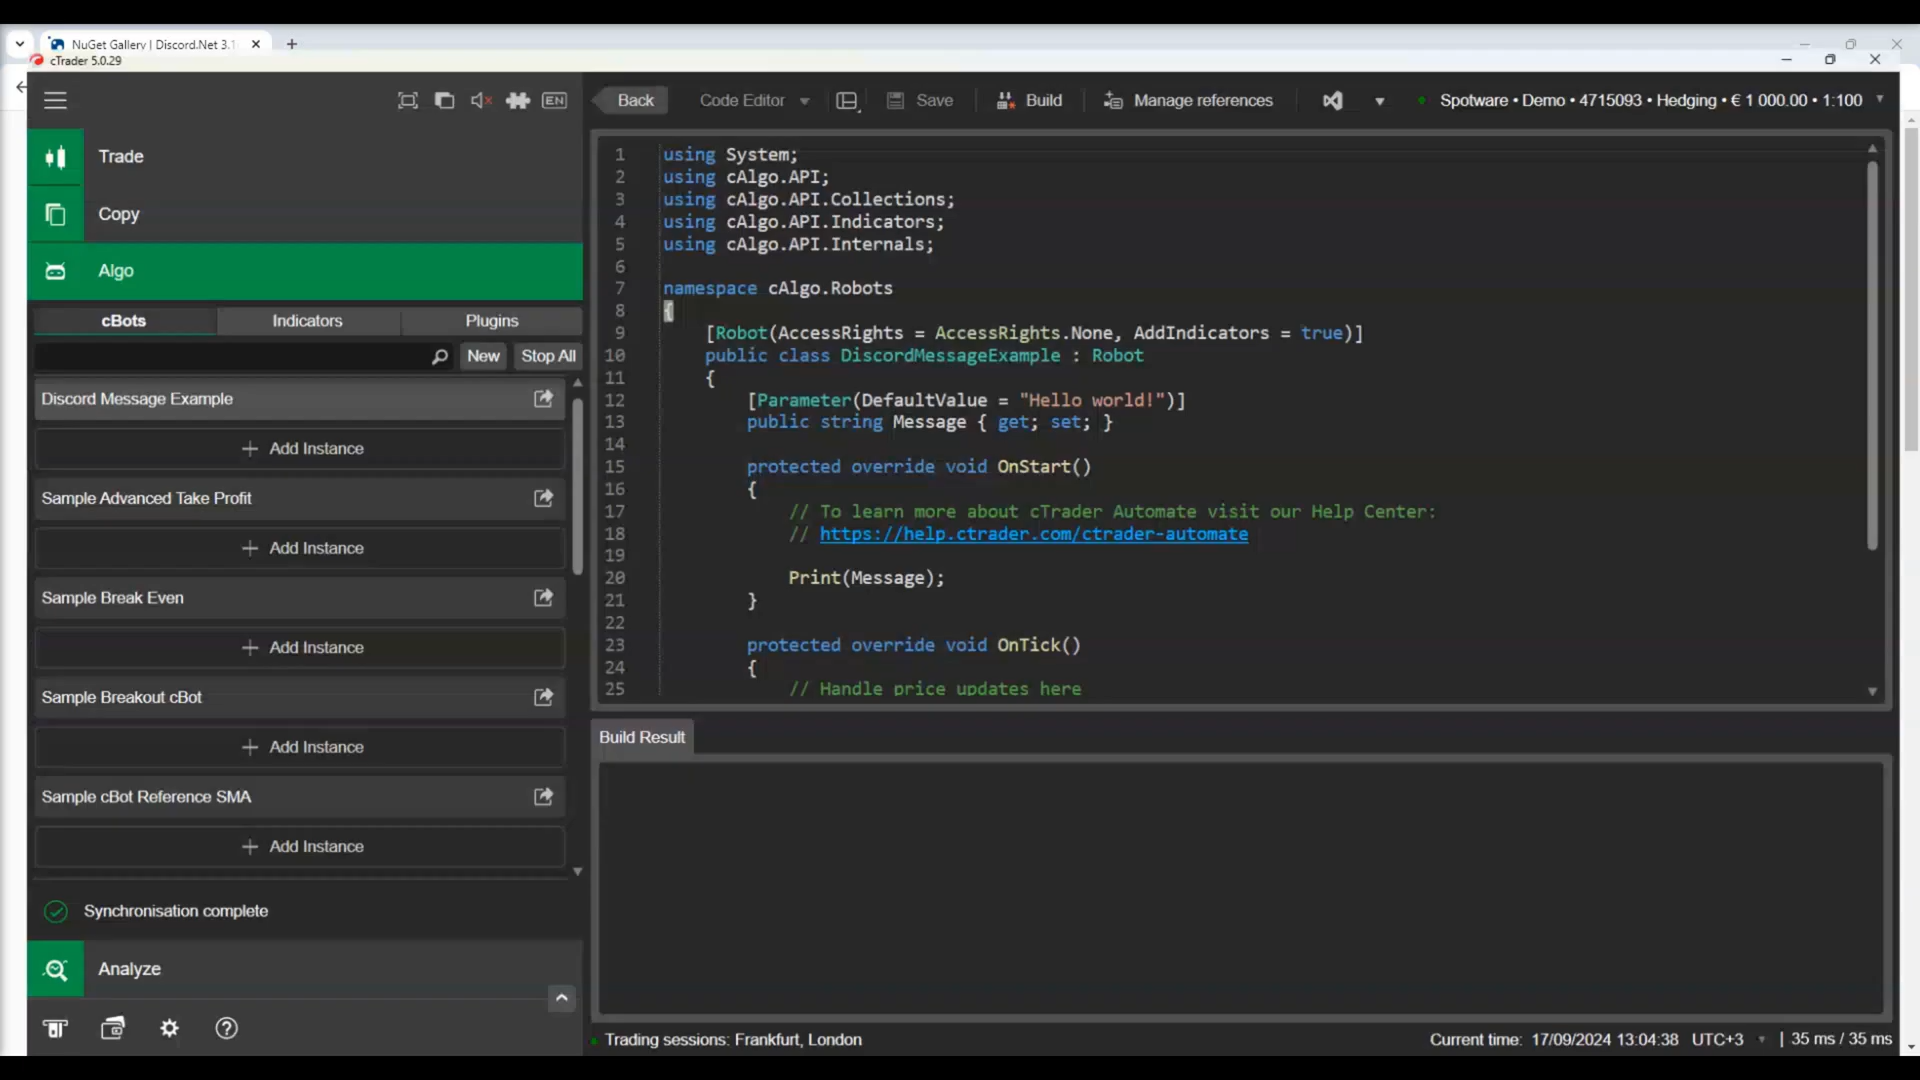 NuGet Gallery | Discord.Net 3.1
cTrader 5.0.29
EN
Back
Code Editor
Save
Build
Manage references
Spotware • Demo • 4715093 • Hedging • € 1 000.00 • 1:100
Trade
Copy
Algo
cBots
Indicators
Plugins
New
Stop All
Discord Message Example
Add Instance
Sample Advanced Take Profit
Add Instance
Sample Break Even
Add Instance
Sample Breakout cBot
Add Instance
Sample cBot Reference SMA
Add Instance
Synchronisation complete
Analyze
1 using System;
2 using cAlgo.API;
3 using cAlgo.API.Collections;
4 using cAlgo.API.Indicators;
5 using cAlgo.API.Internals;
6
7 namespace cAlgo.Robots
8 {
9 [Robot(AccessRights = AccessRights.None, AddIndicators = true)]
10 public class DiscordMessageExample : Robot
11 {
12 [Parameter(DefaultValue = "Hello world!")]
13 public string Message { get; set; }
14
15 protected override void OnStart()
16 {
17 // To learn more about cTrader Automate visit our Help Center:
18 // https://help.ctrader.com/ctrader-automate
19
20 Print(Message);
21 }
22
23 protected override void OnTick()
24 {
25 // Handle price updates here
Build Result
Trading sessions: Frankfurt, London
Current time: 17/09/2024 13:04:38 UTC+3 | 35 ms / 35 ms